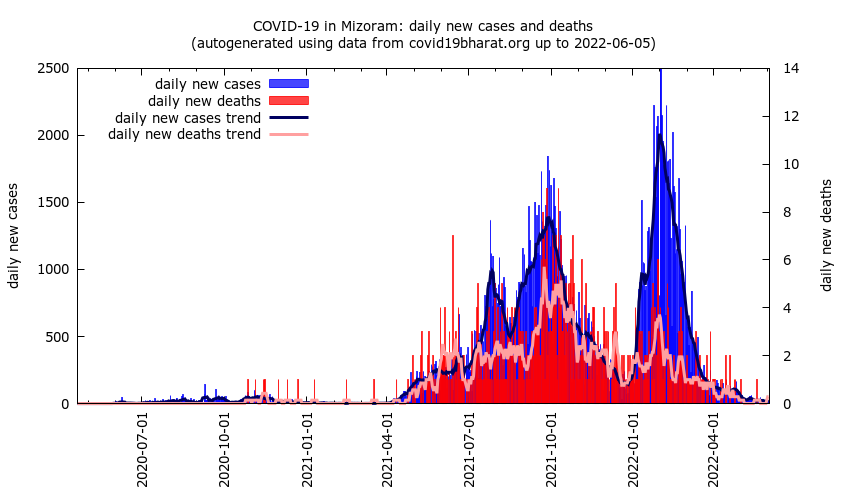 COVID-19 in Mizoram: daily new cases and deaths
(autogenerated using data from covid19bharat.org up to 2022-06-05)
daily new cases
daily new deaths
daily new cases trend
daily new deaths trend
2500
2000
1500
1000
500
0
daily new cases
14
12
10
8
6
4
2
0
daily new deaths
2020-07-01
2020-10-01
2021-01-01
2021-04-01
2021-07-01
2021-10-01
2022-01-01
2022-04-01